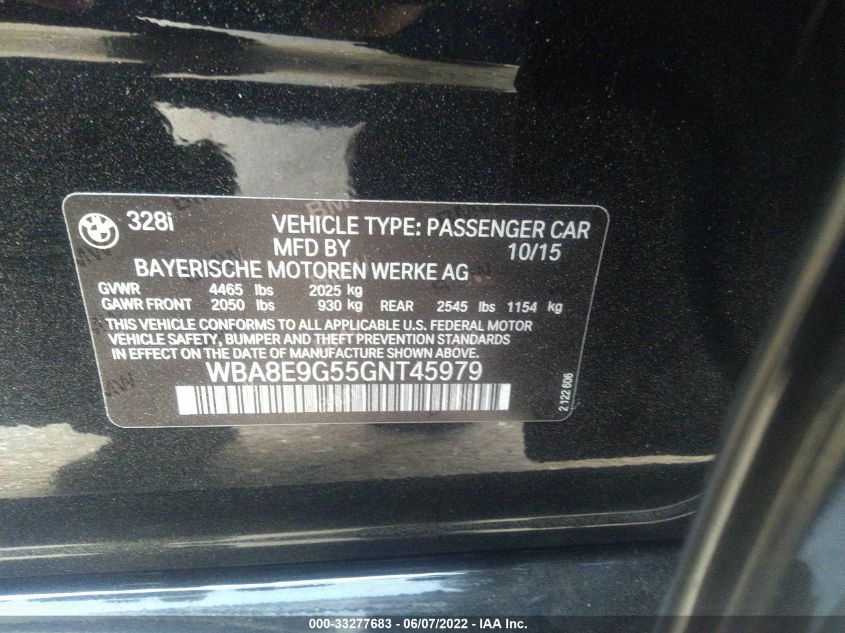 328i VEHICLE TYPE: PASSENGER CAR
MFD BY 10/15
BAYERISCHE MOTOREN WERKE AG
GVWR 4465 lbs 2025 kg
GAWR FRONT 2050 lbs 930 kg REAR 2545 lbs 1154 kg
THIS VEHICLE CONFORMS TO ALL APPLICABLE U.S. FEDERAL MOTOR
VEHICLE SAFETY, BUMPER AND THEFT PREVENTION STANDARDS
IN EFFECT ON THE DATE OF MANUFACTURE SHOWN ABOVE.
WBA8E9G55GNT45979
2 122 606
000-33277683 - 06/07/2022 - IAA Inc.